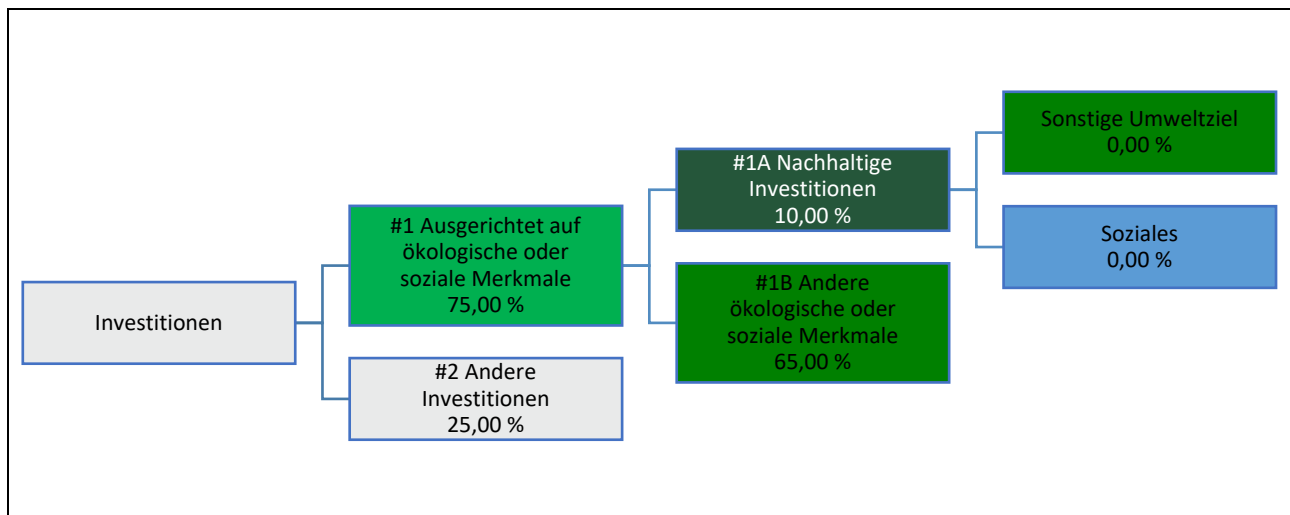 Investitionen
#1 Ausgerichtet auf
ökologische oder
soziale Merkmale
75,00 %
#2 Andere
Investitionen
25,00 %
#1A Nachhaltige
Investitionen
10,00 %
#1B Andere
ökologische oder
soziale Merkmale
65,00 %
Sonstige Umweltziel
0,00 %
Soziales
0,00 %